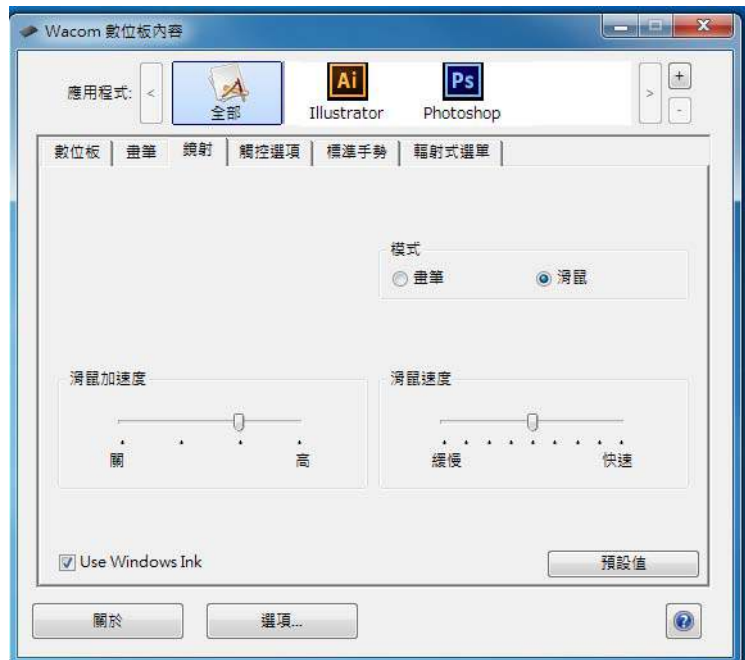 Wacom 數位板內容
應用程式: < 全部 Ai Illustrator Ps Photoshop > +
-
數位板 畫筆 鏡射 觸控選項 標準手勢 輻射式選單
模式
畫筆 滑鼠
滑鼠加速度 滑鼠速度
關 高 緩慢 快速
Use Windows Ink 預設值
關於 選項... ?